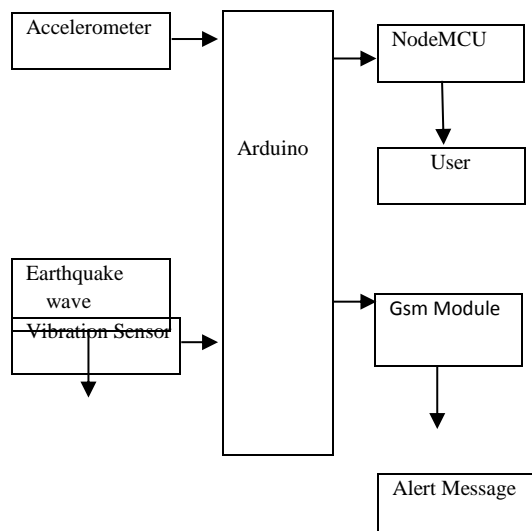 Accelerometer
NodeMCU
Arduino
User
Earthquake
wave
Vibration Sensor
Gsm Module
Alert Message